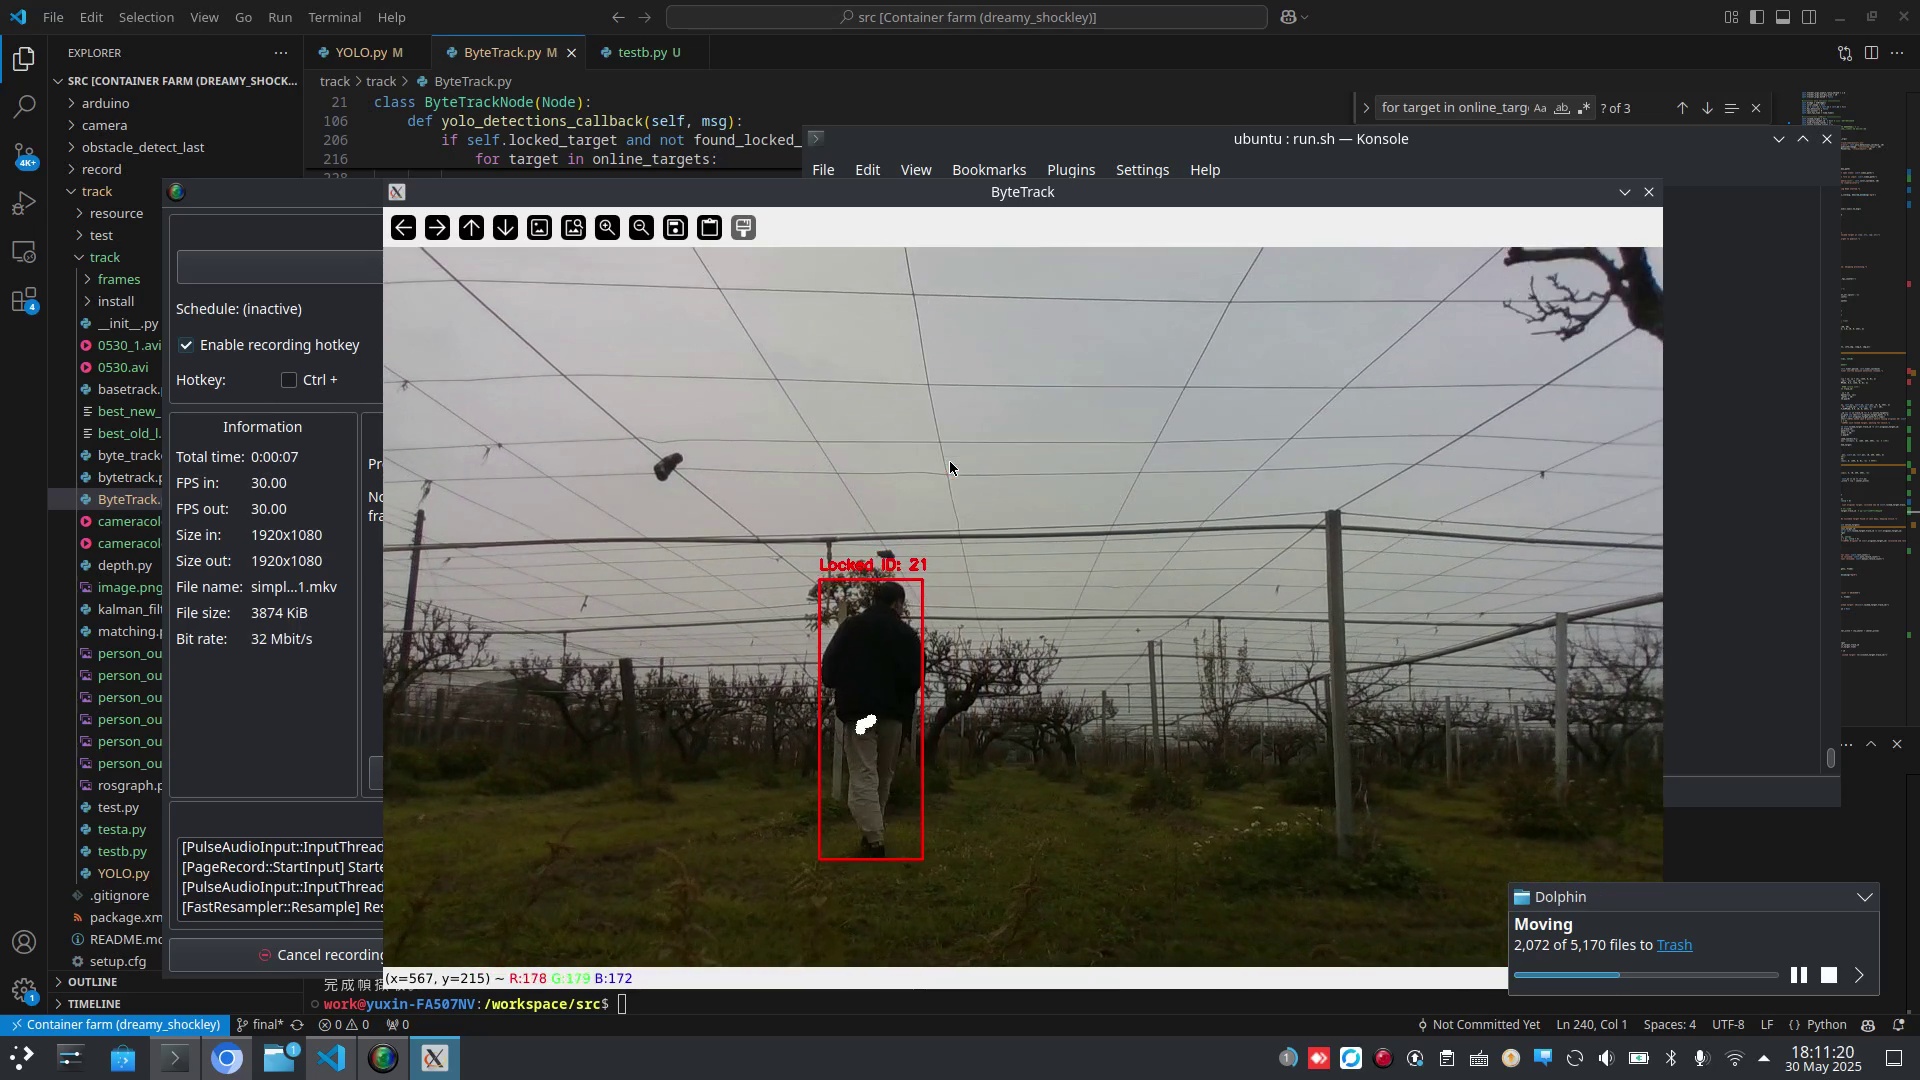 File Edit Selection View Go Run Terminal Help
src [Container farm (dreamy_shockley)]
EXPLORER
YOLO.py M
ByteTrack.py M
testb.py U
SRC [CONTAINER FARM (DREAMY_SHOCK...
track > track > ByteTrack.py
arduino
camera
obstacle_detect_last
record
track
resource
test
track
frames
install
__init__.py
0530_1.avi
0530.avi
basetrack.
best_new_
best_old_l.
byte_track
bytetrack.p
ByteTrack.
cameracol
cameracol
depth.py
image.png
kalman_filt
matching.p
person_ou
person_ou
person_ou
person_ou
person_ou
person_ou
rosgraph.p
test.py
testa.py
testb.py
YOLO.py
.gitignore
package.xm
README.md
setup.cfg
OUTLINE
TIMELINE
4K+
4
1
21 class ByteTrackNode(Node):
106 def yolo_detections_callback(self, msg):
206 if self.locked_target and not found_locked_
216 for target in online_targets:
228
for target in online_targ
Aa ab .*
? of 3
ubuntu : run.sh — Konsole
File Edit View Bookmarks Plugins Settings Help
Schedule: (inactive)
Enable recording hotkey
Hotkey: Ctrl +
Information
Total time: 0:00:07
FPS in: 30.00
FPS out: 30.00
Size in: 1920x1080
Size out: 1920x1080
File name: simpl...1.mkv
File size: 3874 KiB
Bit rate: 32 Mbit/s
Pr
No
fra
[PulseAudioInput::InputThread
[PageRecord::StartInput] Starte
[PulseAudioInput::InputThread
[FastResampler::Resample] Res
Cancel recording
ByteTrack
Locked ID: 21
(x=567, y=215) ~ R:178 G:179 B:172
Dolphin
Moving
2,072 of 5,170 files to Trash
work@yuxin-FA507NV:/workspace/src$
Container farm (dreamy_shockley)
final*
0 0
0
Not Committed Yet
Ln 240, Col 1
Spaces: 4
UTF-8
LF
{} Python
1
1
18:11:20
30 May 2025